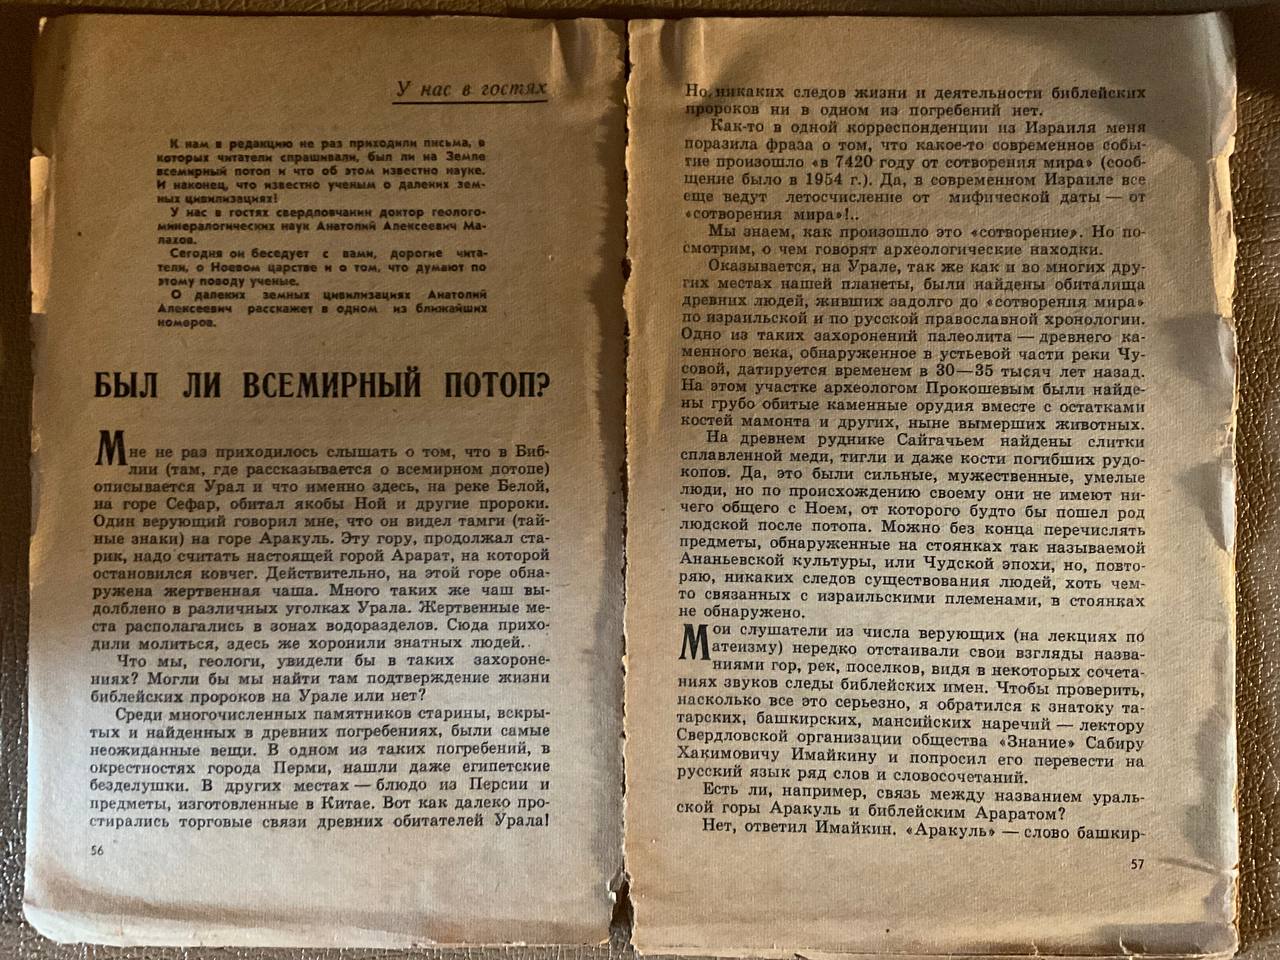 У нас в гостях
К нам в редакцию не раз приходили письма, в
которых читатели спрашивали, был ли на Земле
всемирный потоп и что об этом известно науке.
И наконец, что известно ученым о далеких зем-
ных цивилизациях!
У нас в гостях свердловчанин доктор геолого-
минералогических наук Анатолий Алексеевич Ма-
лахов.
Сегодня он беседует с вами, дорогие чита-
тели, о Ноевом царстве и о том, что думают по
этому поводу ученые.
О далеких земных цивилизациях Анатолий
Алексеевич расскажет в одном из ближайших
номеров.
БЫЛ ЛИ ВСЕМИРНЫЙ ПОТОП?
Мне не раз приходилось слышать о том, что в Биб-
лии (там, где рассказывается о всемирном потопе)
описывается Урал и что именно здесь, на реке Белой,
на горе Сефар, обитал якобы Ной и другие пророки.
Один верующий говорил мне, что он видел тамги (тай-
ные знаки) на горе Аракуль. Эту гору, продолжал ста-
рик, надо считать настоящей горой Арарат, на которой
остановился ковчег. Действительно, на этой горе обна-
ружена жертвенная чаша. Много таких же чаш вы-
долблено в различных уголках Урала. Жертвенные ме-
ста располагались в зонах водоразделов. Сюда прихо-
дили молиться, здесь же хоронили знатных людей..
Что мы, геологи, увидели бы в таких захороне-
ниях? Могли бы мы найти там подтверждение жизни
библейских пророков на Урале или нет?
Среди многочисленных памятников старины, вскры-
тых и найденных в древних погребениях, были самые
неожиданные вещи. В одном из таких погребений, в
окрестностях города Перми, нашли даже египетские
безделушки. В других местах — блюдо из Персии и
предметы, изготовленные в Китае. Вот как далеко про-
стирались торговые связи древних обитателей Урала!
56
Но никаких следов жизни и деятельности библейских
пророков ни в одном из погребений нет.
Как-то в одной корреспонденции из Израиля меня
поразила фраза о том, что какое-то современное собы-
тие произошло «в 7420 году от сотворения мира» (сооб-
щение было в 1954 г.). Да, в современном Израиле все
еще ведут летосчисление от мифической даты — от
«сотворения мира»!..
Мы знаем, как произошло это «сотворение». Но по-
смотрим, о чем говорят археологические находки.
Оказывается, на Урале, так же как и во многих дру-
гих местах нашей планеты, были найдены обиталища
древних людей, живших задолго до «сотворения мира»
по израильской и по русской православной хронологии.
Одно из таких захоронений палеолита — древнего ка-
менного века, обнаруженное в устьевой части реки Чу-
совой, датируется временем в 30—35 тысяч лет назад.
На этом участке археологом Прокошевым были найде-
ны грубо обитые каменные орудия вместе с остатками
костей мамонта и других, ныне вымерших животных.
На древнем руднике Сайгачьем найдены слитки
сплавленной меди, тигли и даже кости погибших рудо-
копов. Да, это были сильные, мужественные, умелые
люди, но по происхождению своему они не имеют ни-
чего общего с Ноем, от которого будто бы пошел род
людской после потопа. Можно без конца перечислять
предметы, обнаруженные на стоянках так называемой
Ананьевской культуры, или Чудской эпохи, но, повто-
ряю, никаких следов существования людей, хоть чем-
то связанных с израильскими племенами, в стоянках
не обнаружено.
Мои слушатели из числа верующих (на лекциях по
атеизму) нередко отстаивали свои взгляды назва-
ниями гор, рек, поселков, видя в некоторых сочета-
ниях звуков следы библейских имен. Чтобы проверить,
насколько все это серьезно, я обратился к знатоку та-
тарских, башкирских, мансийских наречий — лектору
Свердловской организации общества «Знание» Сабиру
Хакимовичу Имайкину и попросил его перевести на
русский язык ряд слов и словосочетаний.
Есть ли, например, связь между названием ураль-
ской горы Аракуль и библейским Араратом?
Нет, ответил Имайкин. «Аракуль» — слово башкир-
57